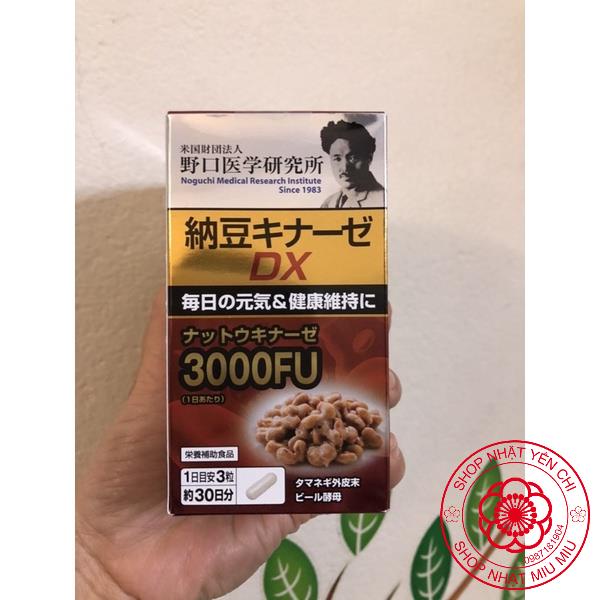 米国財団法人
野口医学研究所
Noguchi Medical Research Institute
Since 1983
納豆キナーゼ
DX
毎日の元気&健康維持に
ナットウキナーゼ
3000FU
(1日あたり)
栄養補助食品
1日目安3粒
約30日分
タマネギ外皮末
ビール酵母
SHOP NHẬT YẾN CHI
0987181904
SHOP NHẬT MIU MIU